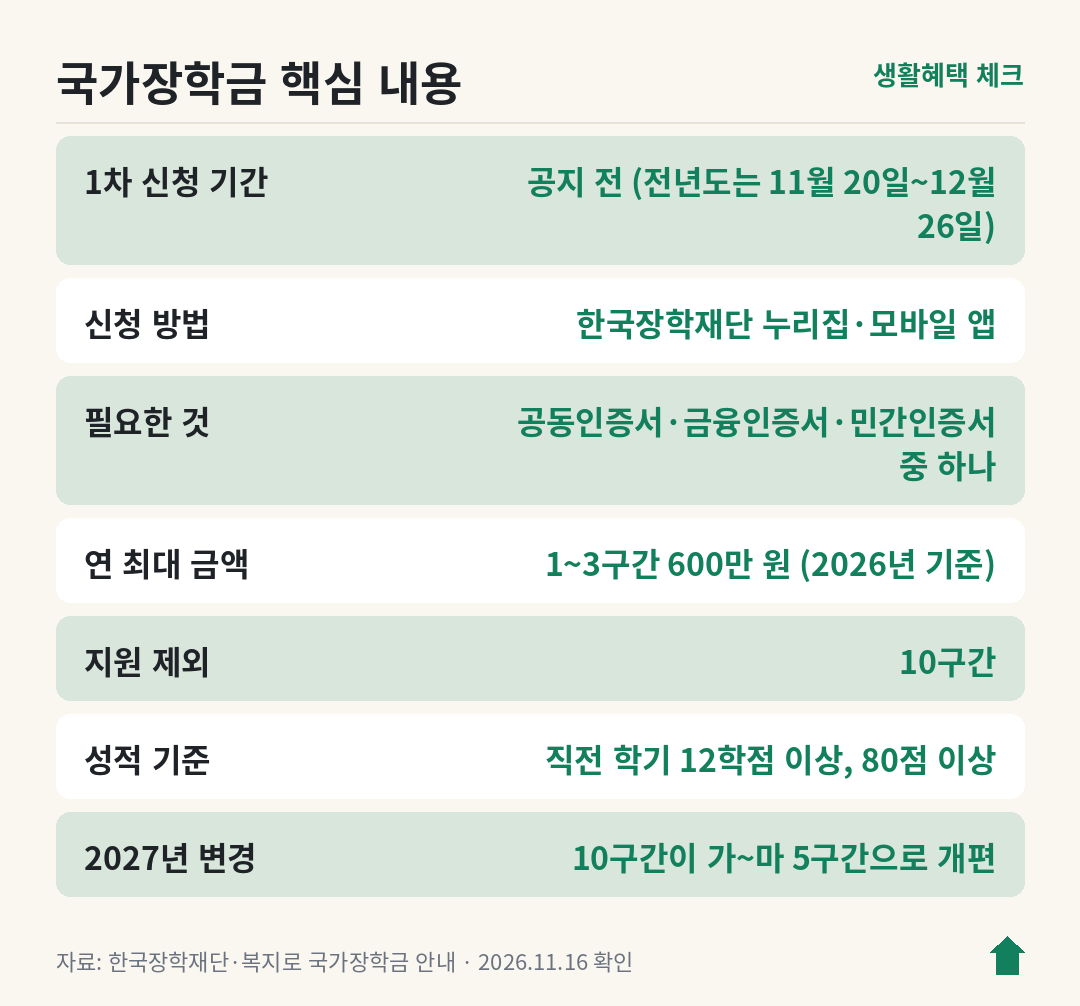 국가장학금 핵심 내용
생활혜택 체크
1차 신청 기간
공지 전 (전년도는 11월 20일~12월
26일)
신청 방법
한국장학재단 누리집·모바일 앱
필요한 것
공동인증서·금융인증서·민간인증서
중 하나
연 최대 금액
1~3구간 600만 원 (2026년 기준)
지원 제외
10구간
성적 기준
직전 학기 12학점 이상, 80점 이상
2027년 변경
10구간이 가~마 5구간으로 개편
자료: 한국장학재단·복지로 국가장학금 안내 · 2026.11.16 확인